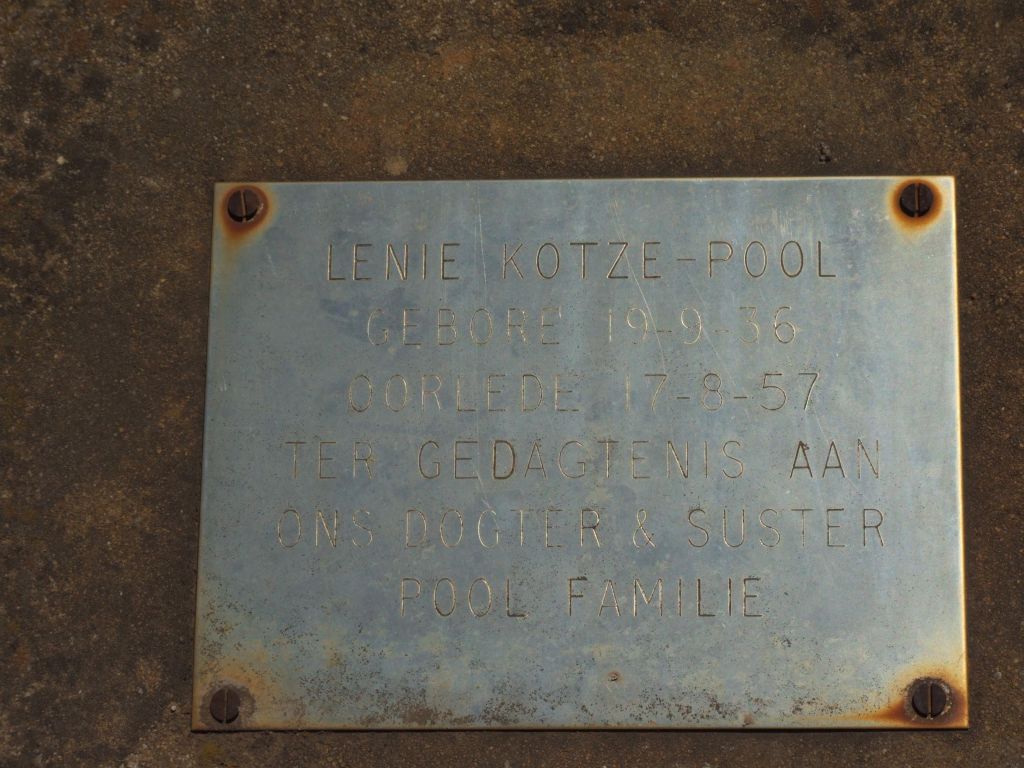 LENIE KOTZE-POOL
GEBORE 19-9-36
OORLEDE 17-8-57
TER GEDAGTENIS AAN
ONS DOGTER & SUSTER
POOL FAMILIE